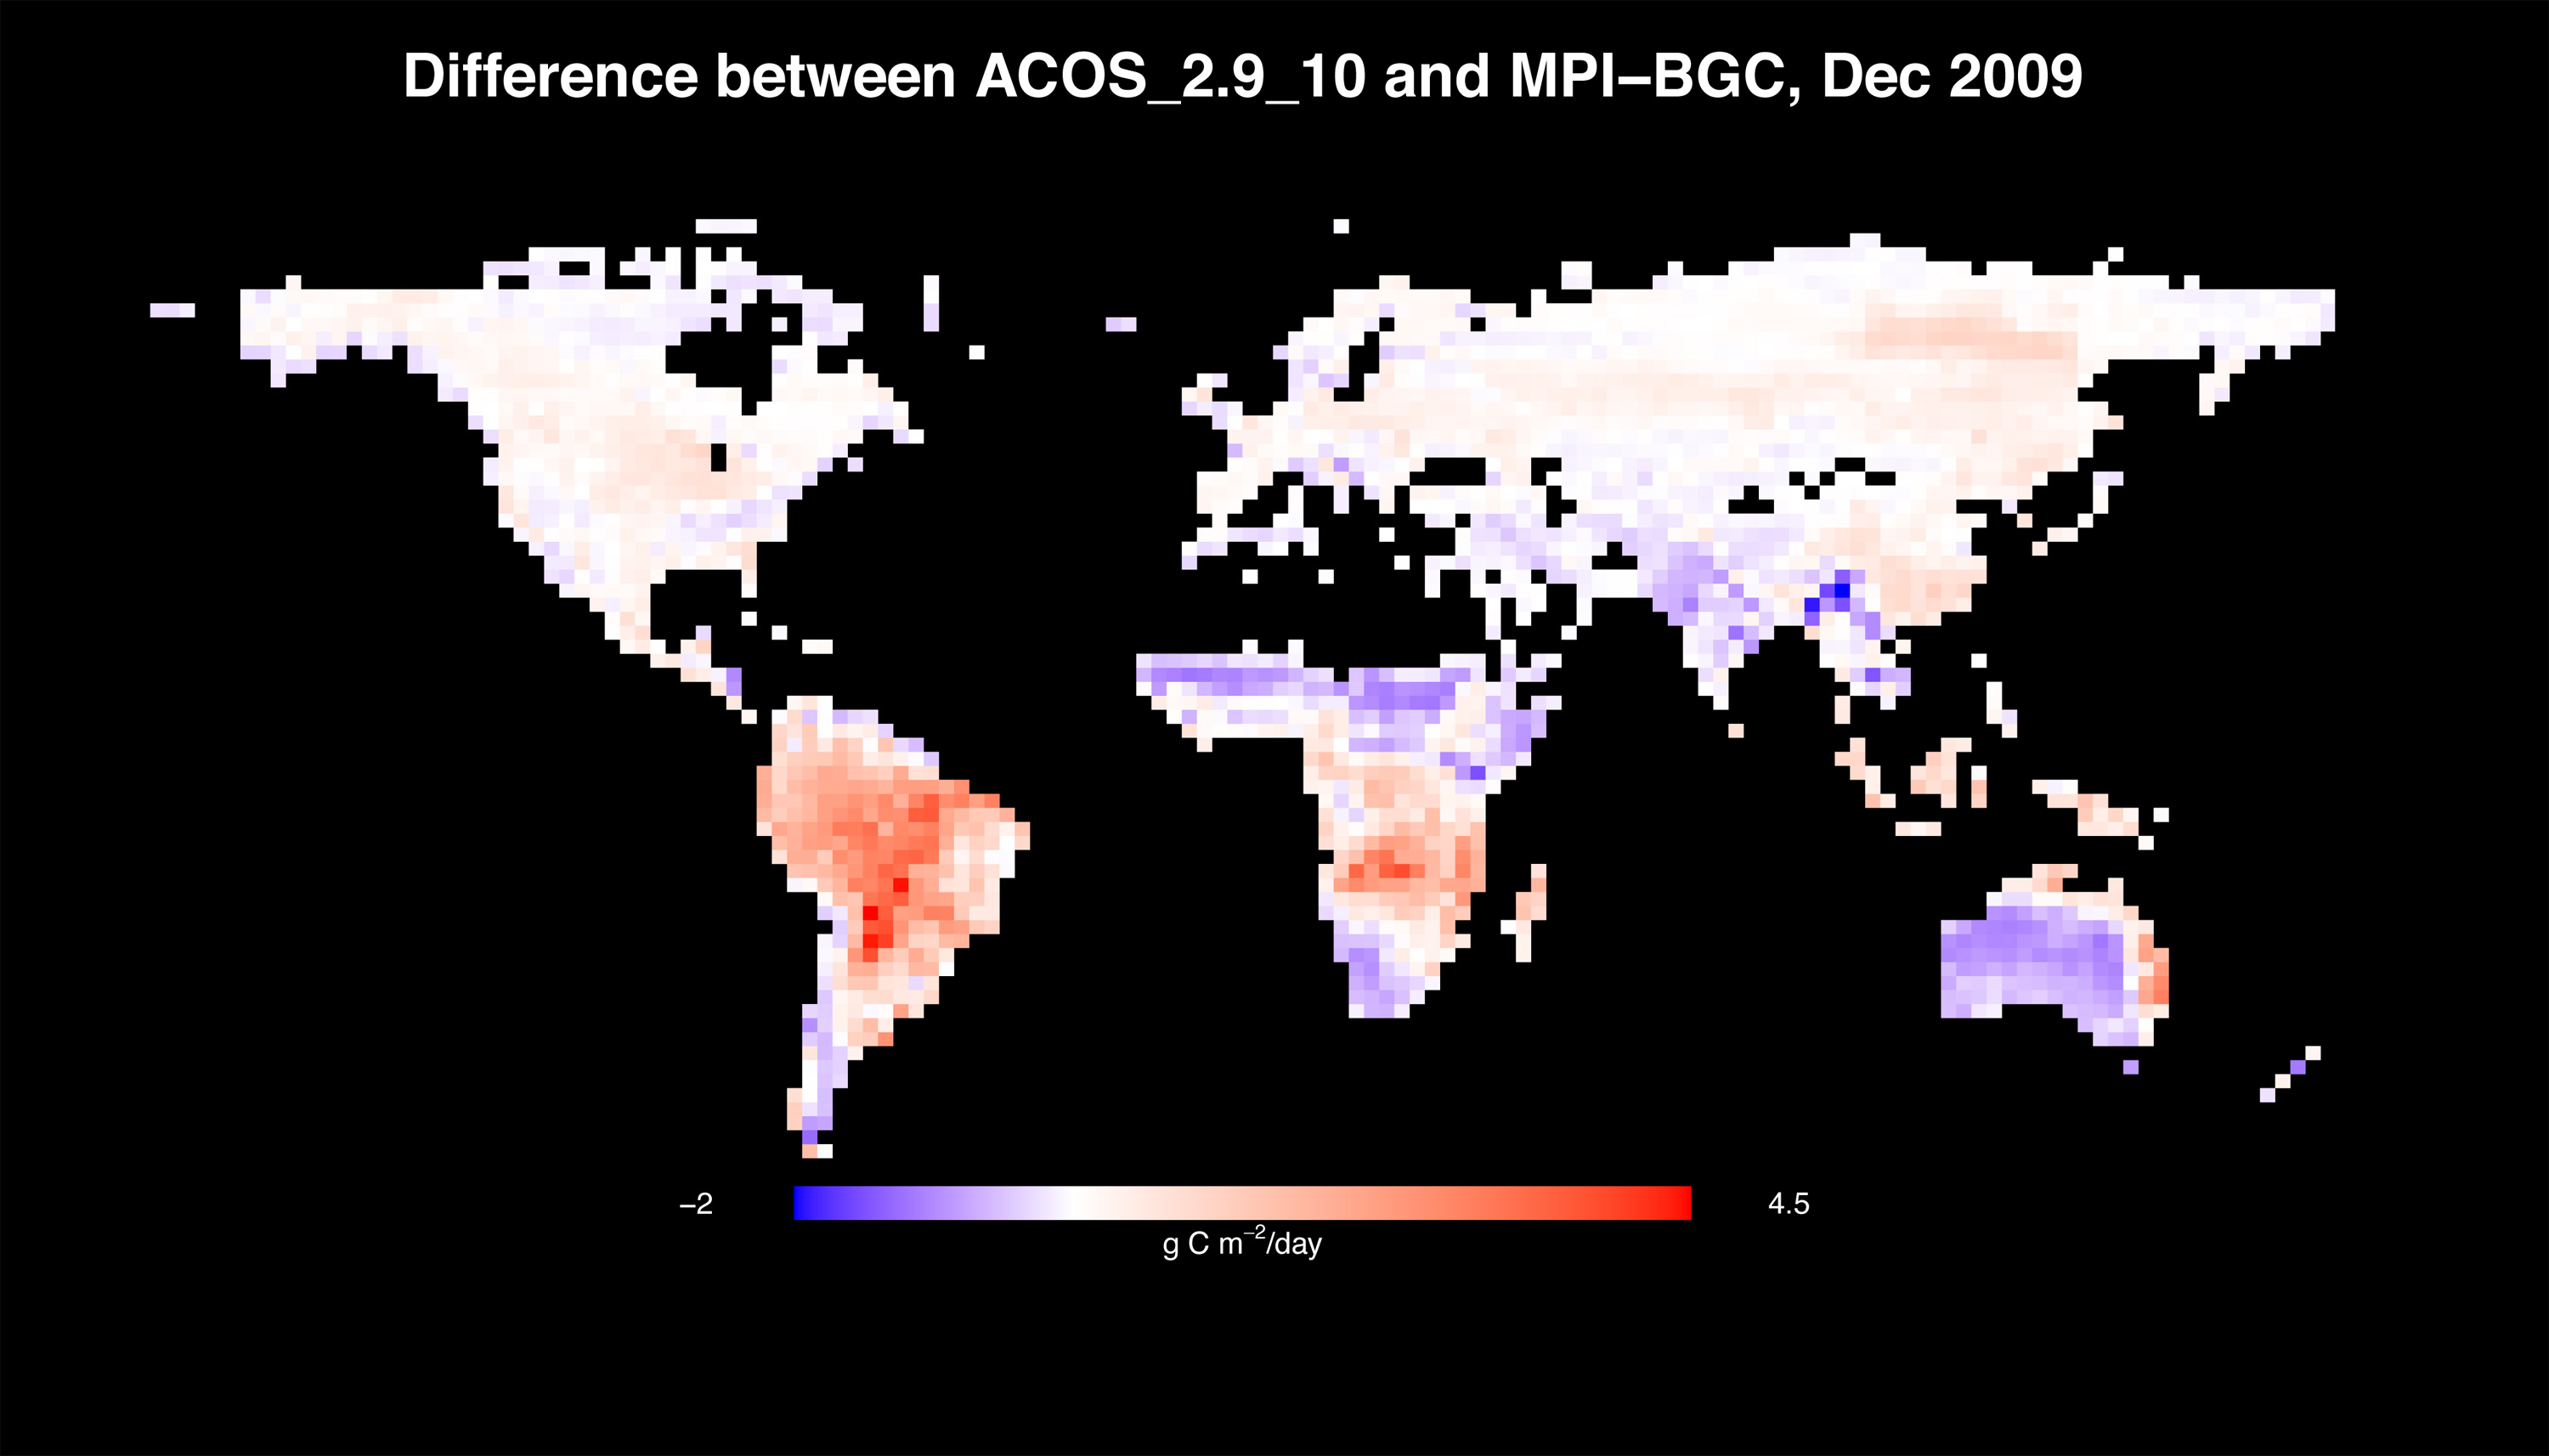 Difference between ACOS_2.9_10 and MPI−BGC, Dec 2009
−2
4.5
g C m⁻²/day